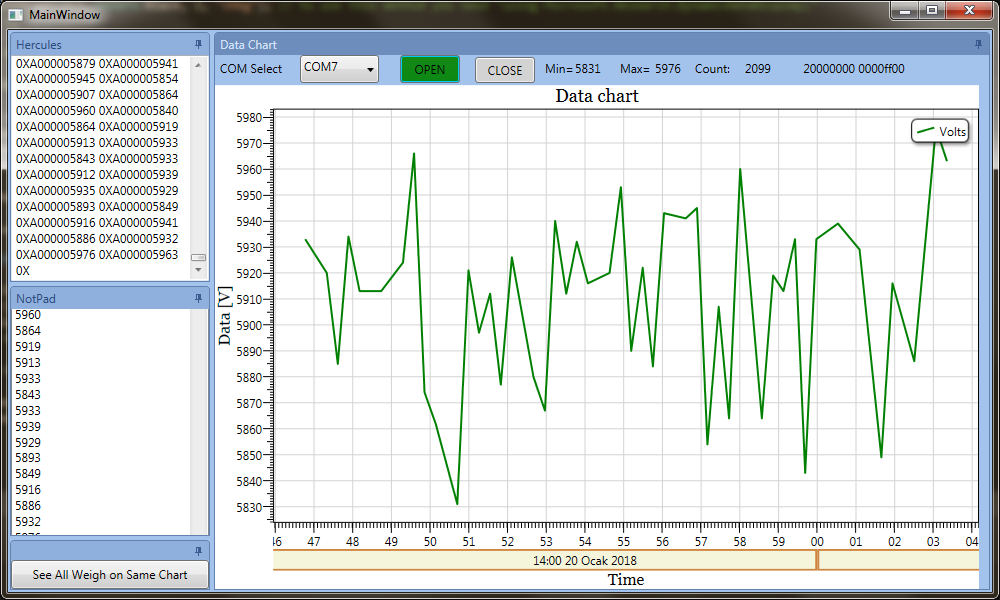 MainWindow
Hercules
0XA000005879 0XA000005941
0XA000005945 0XA000005854
0XA000005907 0XA000005864
0XA000005960 0XA000005840
0XA000005864 0XA000005919
0XA000005913 0XA000005933
0XA000005843 0XA000005933
0XA000005912 0XA000005939
0XA000005935 0XA000005929
0XA000005893 0XA000005849
0XA000005916 0XA000005941
0XA000005886 0XA000005932
0XA000005976 0XA000005963
0X
NotPad
5960
5864
5919
5913
5933
5843
5933
5939
5929
5893
5849
5916
5886
5932
See All Weigh on Same Chart
Data Chart
COM Select COM7 OPEN CLOSE Min= 5831 Max= 5976 Count: 2099 20000000 0000ff00
Data chart
Volts
Data [V]
5980
5970
5960
5950
5940
5930
5920
5910
5900
5890
5880
5870
5860
5850
5840
5830
46 47 48 49 50 51 52 53 54 55 56 57 58 59 00 01 02 03 04
14:00 20 Ocak 2018
Time